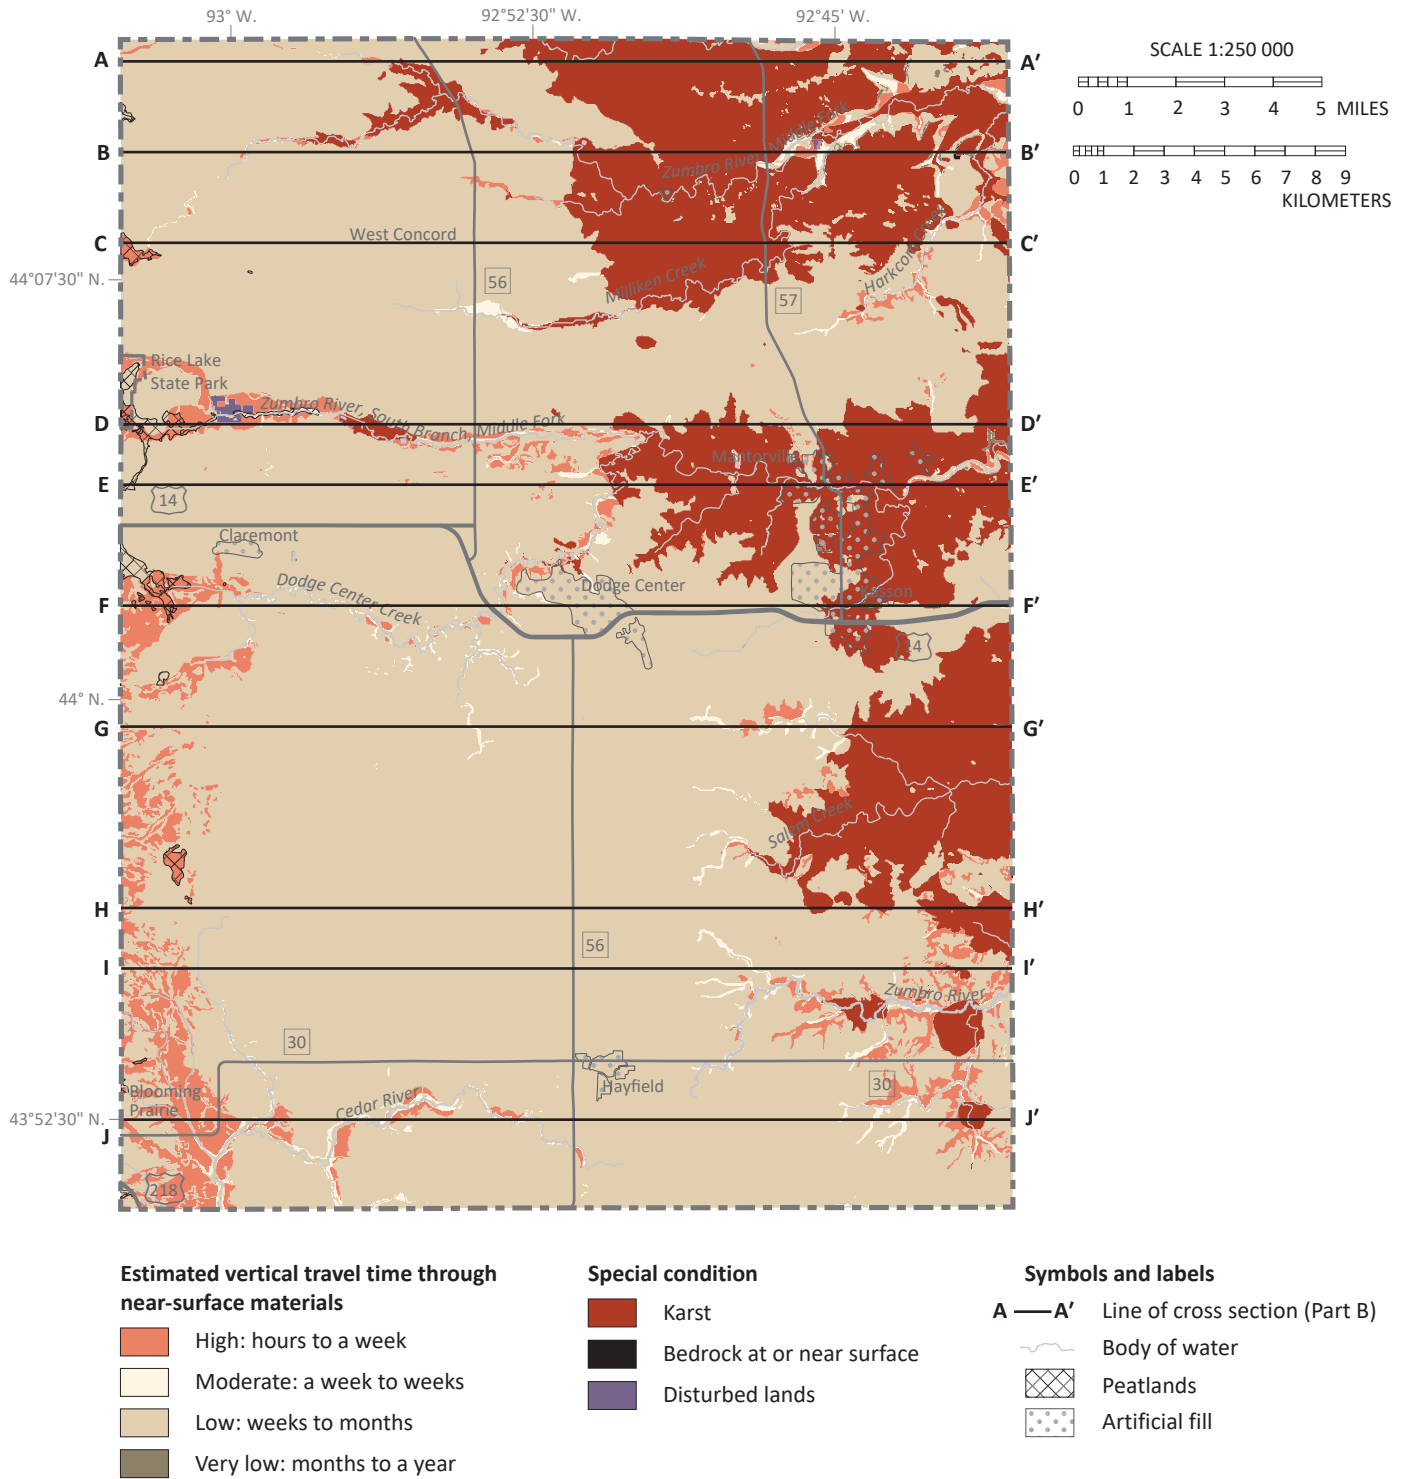 93° W.
92°52'30" W.
92°45' W.
SCALE 1:250 000
0 1 2 3 4 5 MILES
0 1 2 3 4 5 6 7 8 9
KILOMETERS
A
A′
Zumbro River, Middle Fork
B
B′
West Concord
C
C′
44°07'30" N.
56
Milliken Creek
Harkcom Creek
57
Rice Lake
State Park
Zumbro River, South Branch, Middle Fork
D
D′
Mantorville
E
E′
14
Claremont
Dodge Center Creek
Dodge Center
Kasson
F
F′
14
44° N.
G
G′
Salem Creek
H
H′
56
I
I′
Zumbro River
30
Blooming
Prairie
Hayfield
30
Cedar River
43°52'30" N.
J
J′
218
Estimated vertical travel time through
near-surface materials
High: hours to a week
Moderate: a week to weeks
Low: weeks to months
Very low: months to a year
Special condition
Karst
Bedrock at or near surface
Disturbed lands
Symbols and labels
A A′ Line of cross section (Part B)
Body of water
Peatlands
Artificial fill